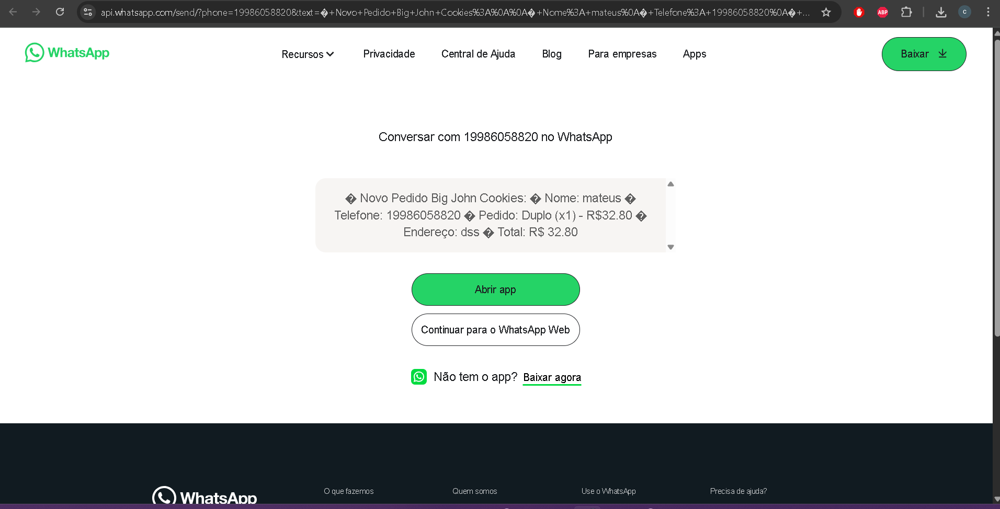 api.whatsapp.com/send/?phone=19986058820&text=� + Novo + Pedido + Big + John + Cookies%3A%0A%0A� + Nome%3A + mateus%0A� + Telefone%3A + 19986058820%0A� + ...
ABP
C
WhatsApp
Recursos
Privacidade
Central de Ajuda
Blog
Para empresas
Apps
Baixar
Conversar com 19986058820 no WhatsApp
� Novo Pedido Big John Cookies: � Nome: mateus �
Telefone: 19986058820 � Pedido: Duplo (x1) - R$32.80 �
Endereço: dss � Total: R$ 32.80
Abrir app
Continuar para o WhatsApp Web
Não tem o app? Baixar agora
WhatsApp
O que fazemos
Quem somos
Use o WhatsApp
Precisa de ajuda?